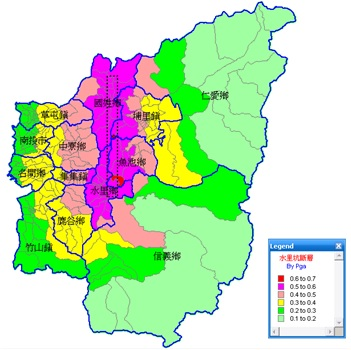 仁愛鄉
國姓鄉
草屯鎮
埔里鎮
南投市
中寮鄉
魚池鄉
名間鄉
集集鎮
水里鄉
鹿谷鄉
竹山鎮
信義鄉
Legend
水里坑斷層
By Pga
0.6 to 0.7
0.5 to 0.6
0.4 to 0.5
0.3 to 0.4
0.2 to 0.3
0.1 to 0.2